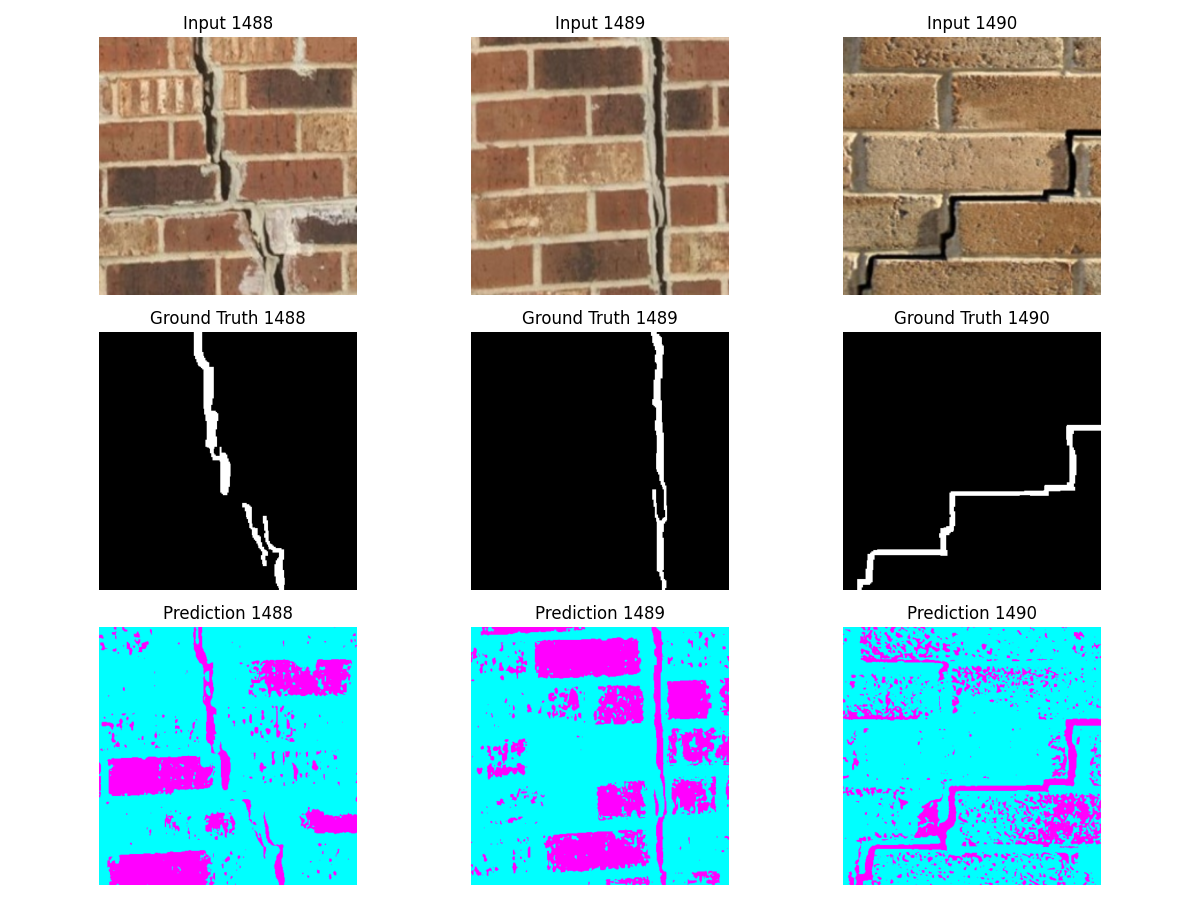 Input 1488
Input 1489
Input 1490
Ground Truth 1488
Ground Truth 1489
Ground Truth 1490
Prediction 1488
Prediction 1489
Prediction 1490